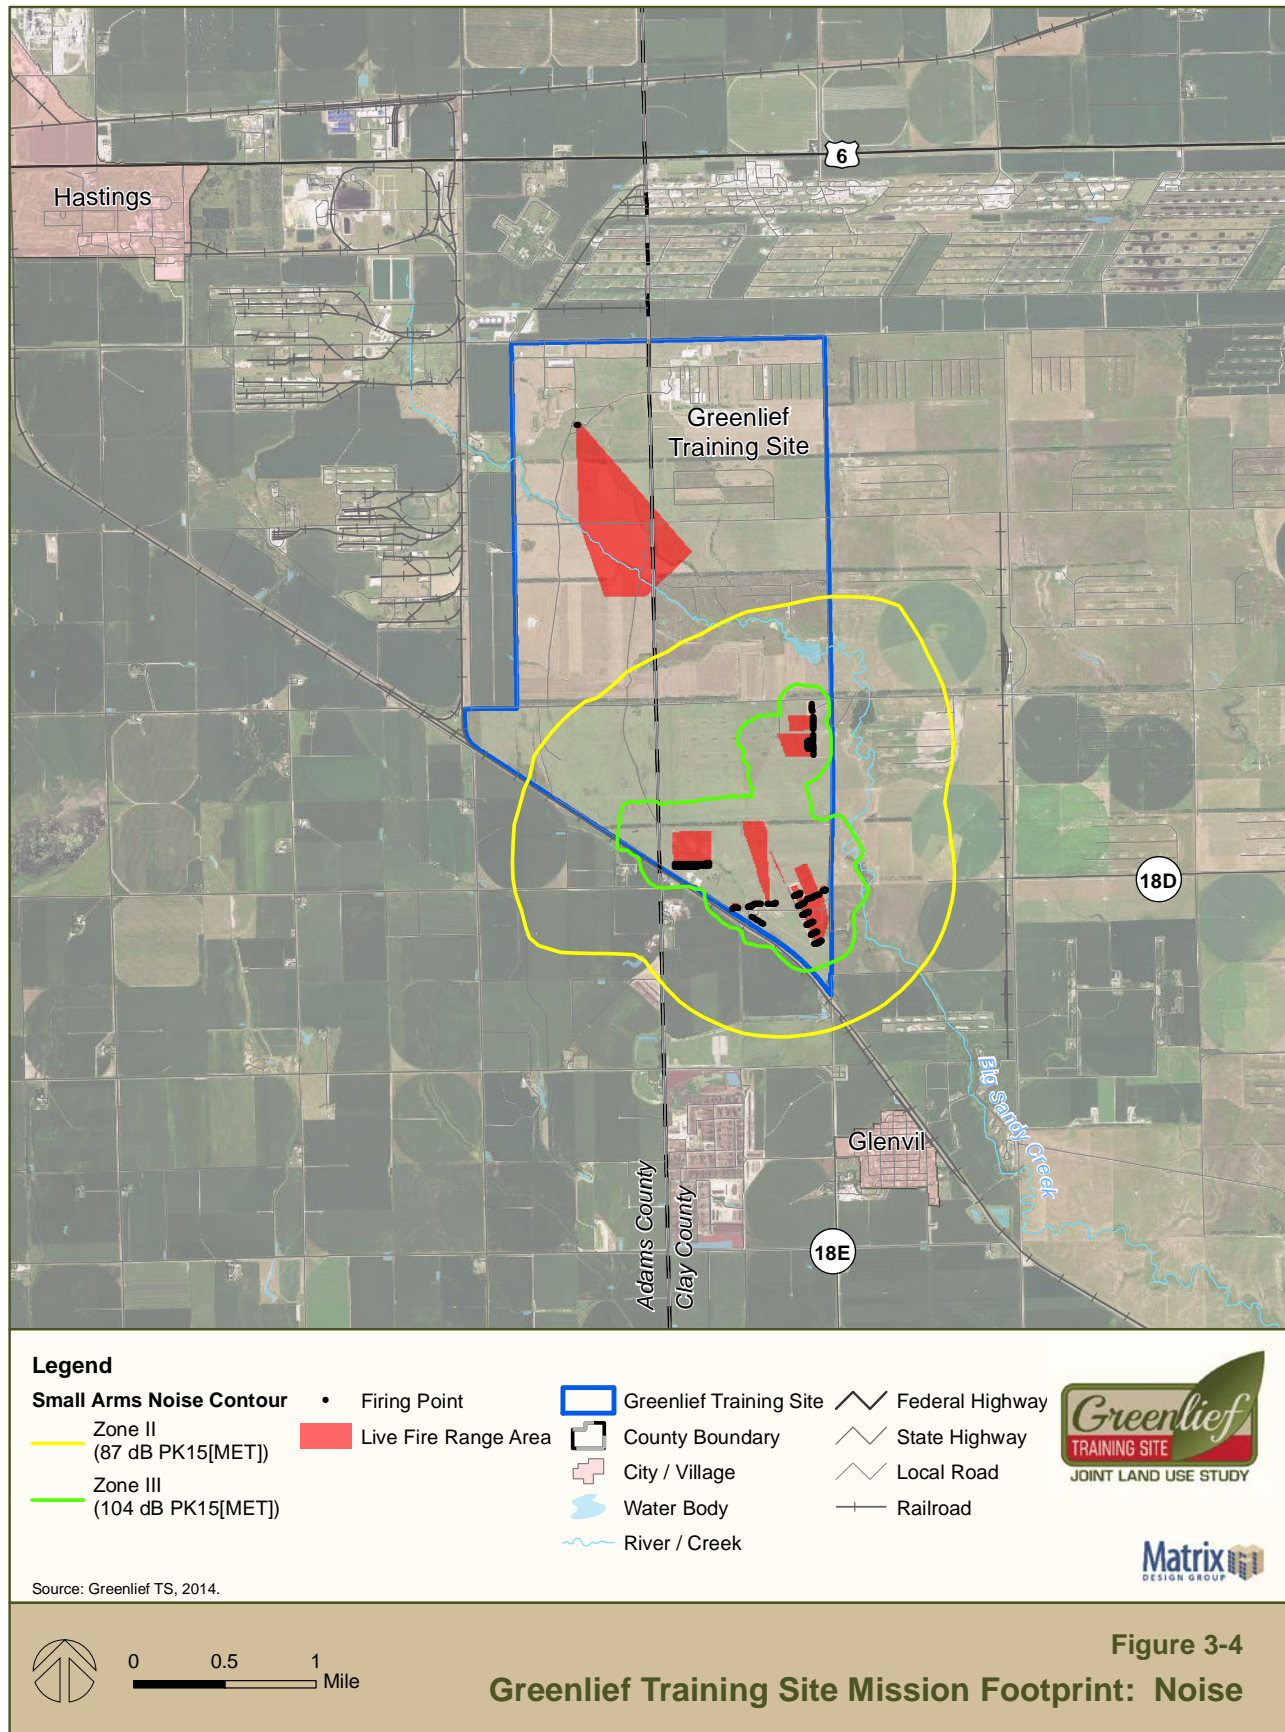 6
Hastings
Greenlief
Training Site
18D
Big Sandy Creek
Glenvil
Adams County
Clay County
18E
Legend
Small Arms Noise Contour
Zone II
(87 dB PK15[MET])
Zone III
(104 dB PK15[MET])
Firing Point
Live Fire Range Area
Greenlief Training Site
County Boundary
City / Village
Water Body
River / Creek
Federal Highway
State Highway
Local Road
Railroad
Greenlief
TRAINING SITE
JOINT LAND USE STUDY
Matrix
DESIGN GROUP
Source: Greenlief TS, 2014.
0 0.5 1
Mile
Figure 3-4
Greenlief Training Site Mission Footprint: Noise